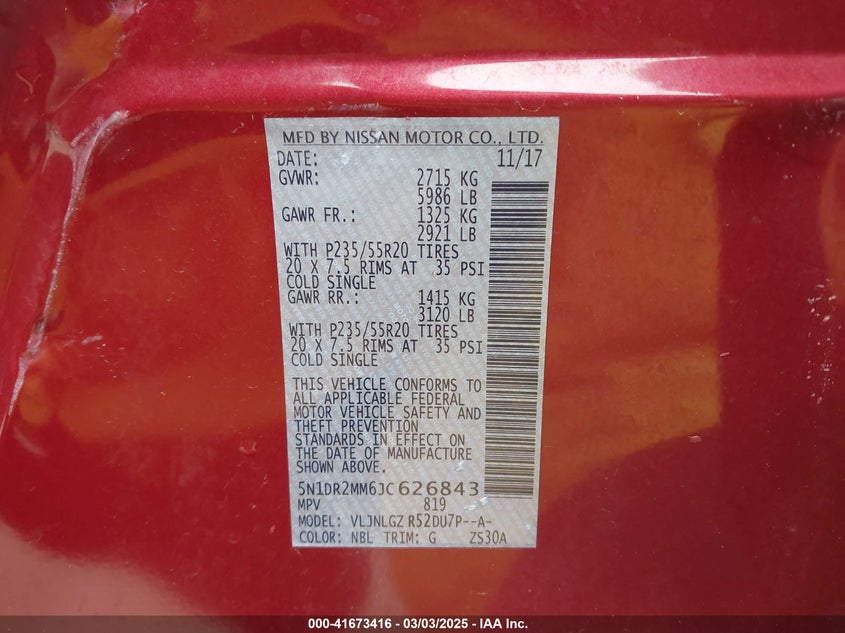 MFD BY NISSAN MOTOR CO., LTD.
DATE: 11/17
GVWR: 2715 KG
5986 LB
GAWR FR.: 1325 KG
2921 LB
WITH P235/55R20 TIRES
20 X 7.5 RIMS AT 35 PSI
COLD SINGLE
GAWR RR.: 1415 KG
3120 LB
WITH P235/55R20 TIRES
20 X 7.5 RIMS AT 35 PSI
COLD SINGLE
THIS VEHICLE CONFORMS TO
ALL APPLICABLE FEDERAL
MOTOR VEHICLE SAFETY AND
THEFT PREVENTION
STANDARDS IN EFFECT ON
THE DATE OF MANUFACTURE
SHOWN ABOVE.
5N1DR2MM6JC626843
MPV 819
MODEL: VLJNLGZ R52DU7P--A-
COLOR: NBL TRIM: G ZS30A
000-41673416 - 03/03/2025 - IAA Inc.